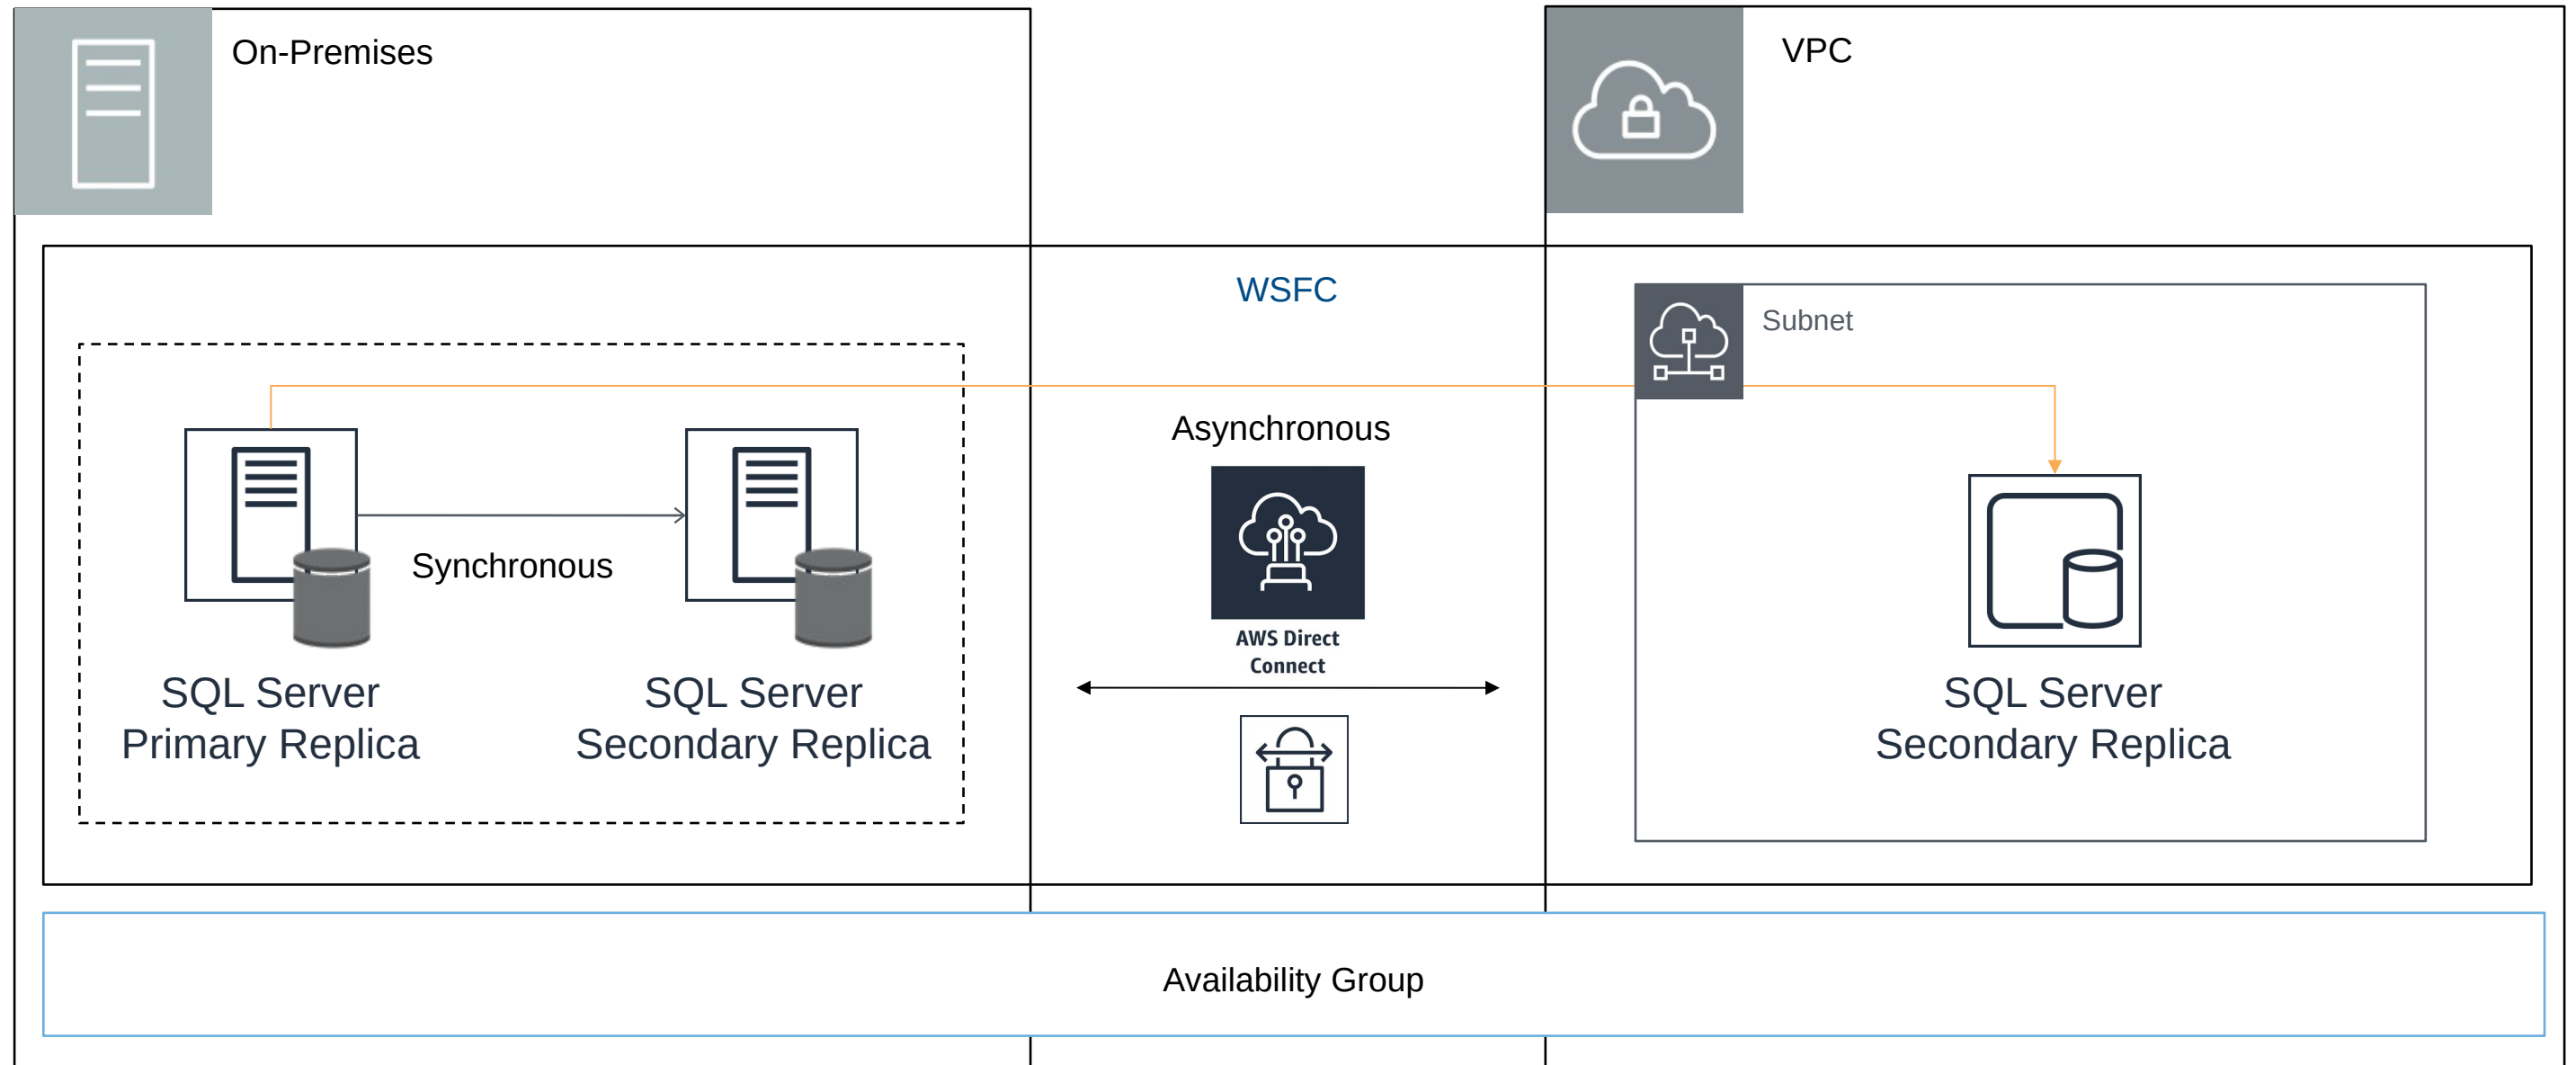 On-Premises
VPC
WSFC
Subnet
Asynchronous
AWS Direct
Connect
Synchronous
SQL Server
Primary Replica
SQL Server
Secondary Replica
SQL Server
Secondary Replica
Availability Group